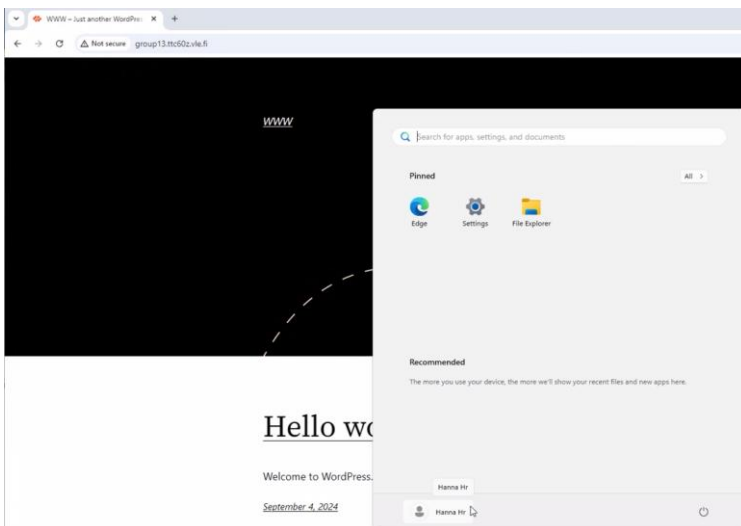 WWW – Just another WordPre
Not secure group13.ttc60z.vle.fi
WWW
Search for apps, settings, and documents
Pinned
All
Edge Settings File Explorer
Recommended
The more you use your device, the more we'll show your recent files and new apps here.
Hello wo
Welcome to WordPress.
Hanna Hr
September 4, 2024
Hanna Hr